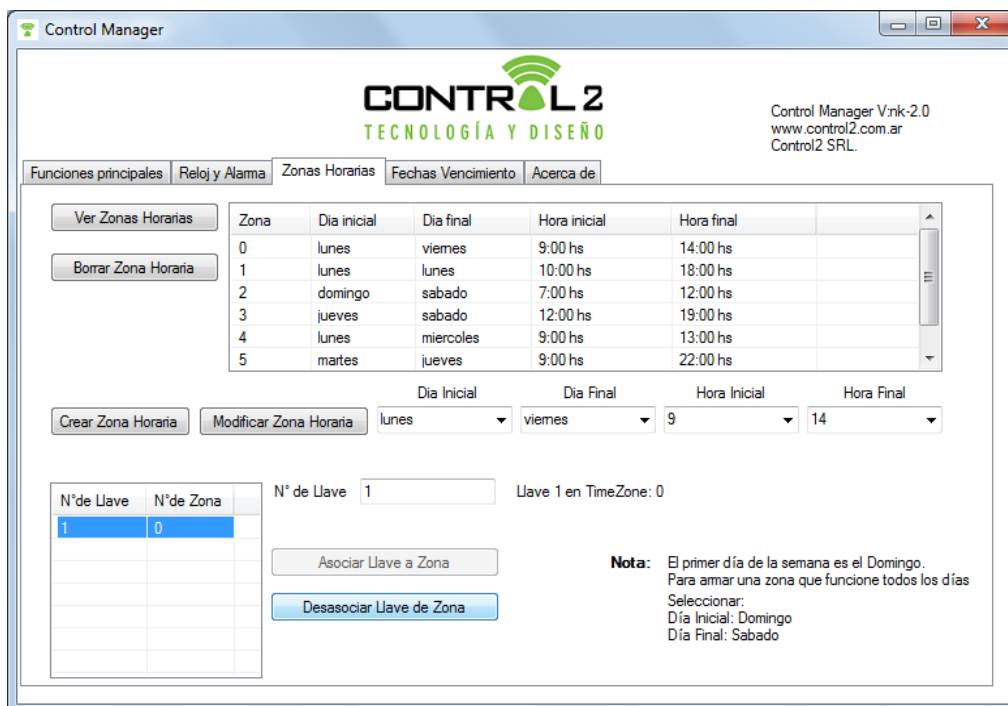 Control Manager
CONTROL 2
TECNOLOGÍA Y DISEÑO
Control Manager V:nk-2.0
www.control2.com.ar
Control2 SRL.
Funciones principales Reloj y Alarma Zonas Horarias Fechas Vencimiento Acerca de
Ver Zonas Horarias
Borrar Zona Horaria
Zona Dia inicial Dia final Hora inicial Hora final
0 lunes viernes 9:00 hs 14:00 hs
1 lunes lunes 10:00 hs 18:00 hs
2 domingo sabado 7:00 hs 12:00 hs
3 jueves sabado 12:00 hs 19:00 hs
4 lunes miercoles 9:00 hs 13:00 hs
5 martes jueves 9:00 hs 22:00 hs
Dia Inicial Dia Final Hora Inicial Hora Final
Crear Zona Horaria Modificar Zona Horaria lunes viernes 9 14
N°de Llave N°de Zona
1 0
N° de Llave 1 Llave 1 en TimeZone: 0
Asociar Llave a Zona
Desasociar Llave de Zona
Nota: El primer día de la semana es el Domingo.
Para armar una zona que funcione todos los días
Seleccionar:
Día Inicial: Domingo
Día Final: Sabado